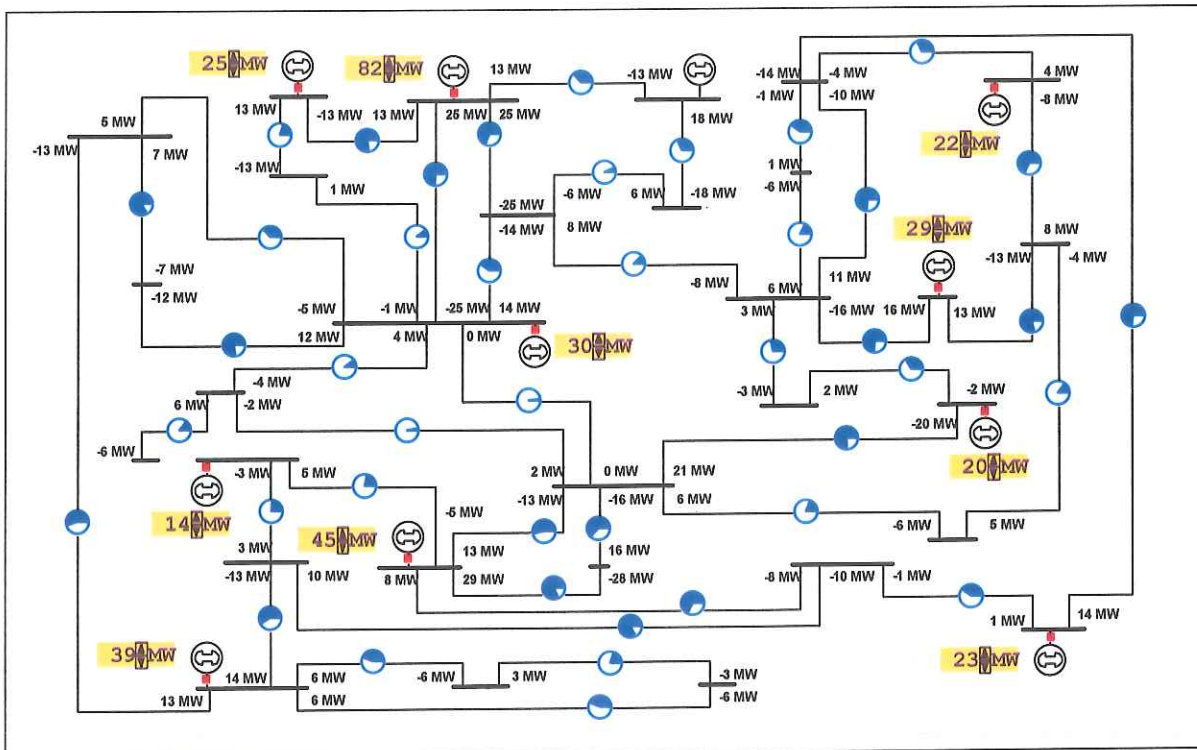 25 MW
82 MW
13 MW
-13 MW
-14 MW
-4 MW
4 MW
-1 MW
-10 MW
-8 MW
13 MW
-13 MW
13 MW
25 MW
25 MW
18 MW
22 MW
5 MW
-13 MW
7 MW
-13 MW
1 MW
-6 MW
6 MW
-18 MW
1 MW
-6 MW
-25 MW
-14 MW
8 MW
29 MW
8 MW
-13 MW
-4 MW
-7 MW
-12 MW
-8 MW
6 MW
11 MW
3 MW
-16 MW
16 MW
13 MW
-5 MW
-1 MW
-25 MW
14 MW
12 MW
4 MW
0 MW
30 MW
-4 MW
-2 MW
6 MW
-6 MW
-3 MW
2 MW
-2 MW
-20 MW
20 MW
-3 MW
5 MW
2 MW
0 MW
21 MW
-13 MW
-16 MW
6 MW
14 MW
45 MW
-5 MW
-6 MW
5 MW
3 MW
13 MW
16 MW
-13 MW
10 MW
8 MW
29 MW
-28 MW
-8 MW
-10 MW
-1 MW
1 MW
14 MW
23 MW
39 MW
14 MW
6 MW
-6 MW
3 MW
-3 MW
13 MW
6 MW
-6 MW